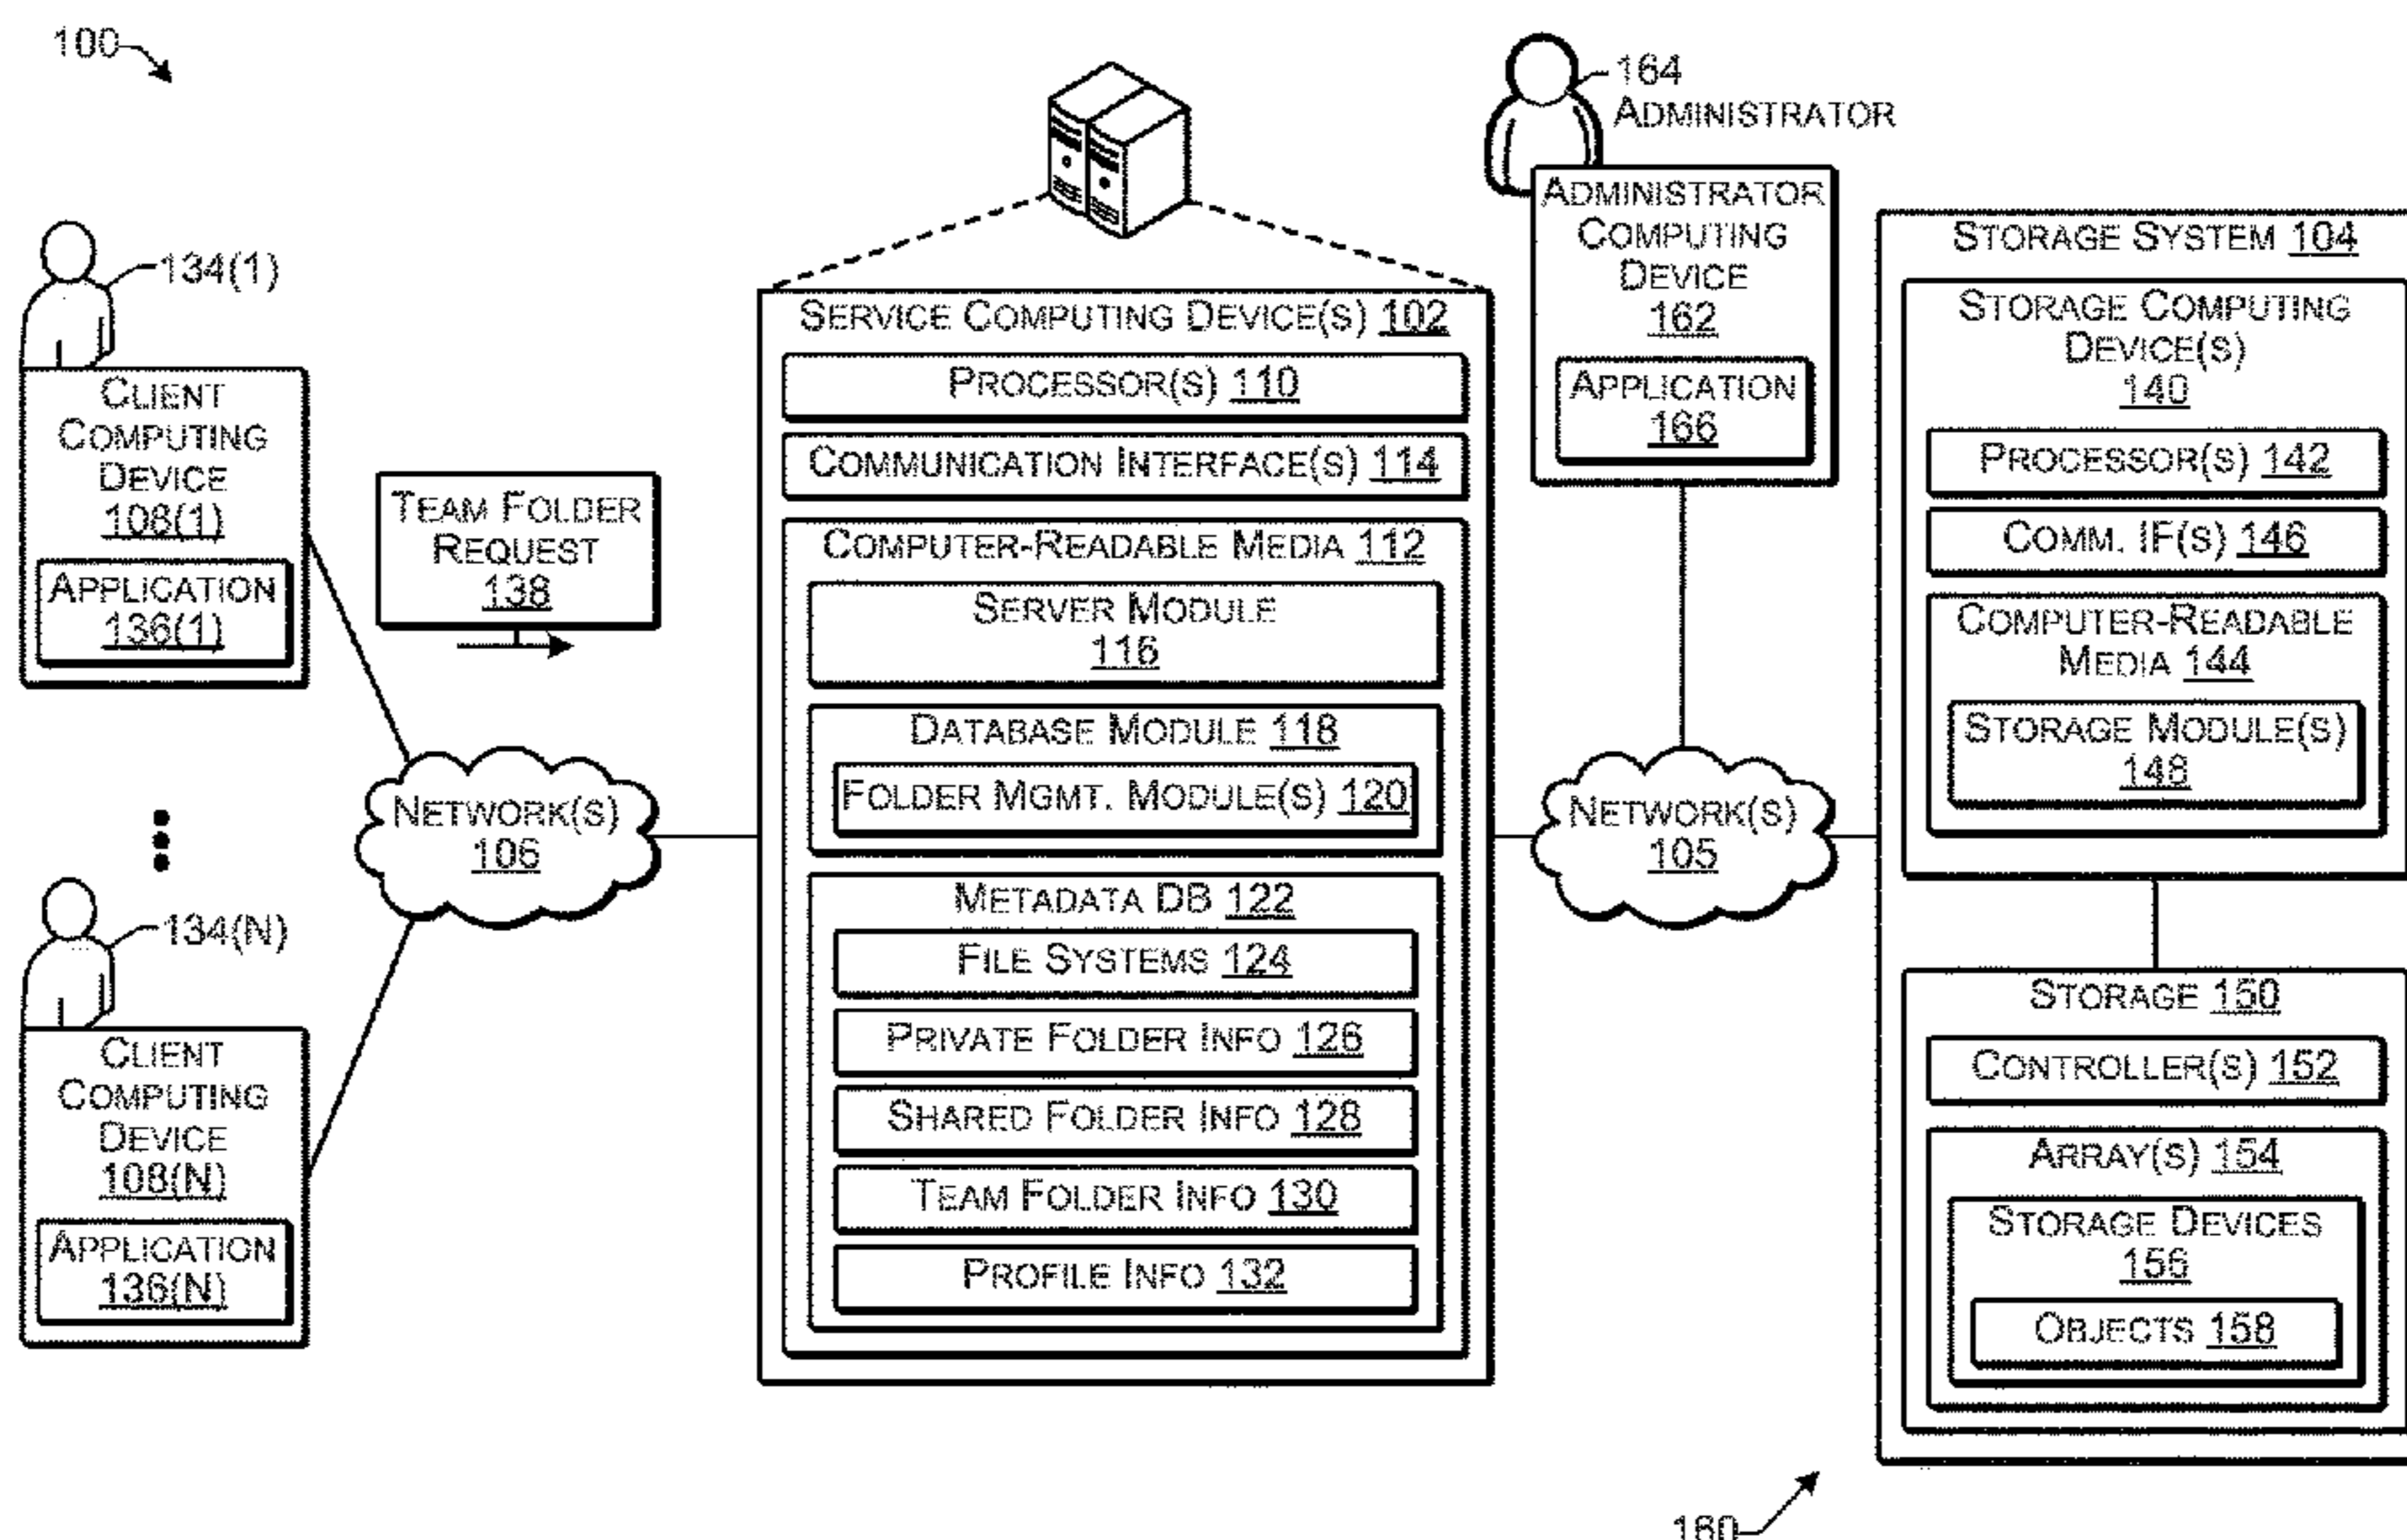 100
164
ADMINISTRATOR
134(1)
CLIENT
COMPUTING
DEVICE
108(1)
APPLICATION
136(1)
TEAM FOLDER
REQUEST
138
134(N)
CLIENT
COMPUTING
DEVICE
108(N)
APPLICATION
136(N)
NETWORK(S)
106
SERVICE COMPUTING DEVICE(S) 102
PROCESSOR(S) 110
COMMUNICATION INTERFACE(S) 114
COMPUTER-READABLE MEDIA 112
SERVER MODULE
116
DATABASE MODULE 118
FOLDER MGMT. MODULE(S) 120
METADATA DB 122
FILE SYSTEMS 124
PRIVATE FOLDER INFO 126
SHARED FOLDER INFO 128
TEAM FOLDER INFO 130
PROFILE INFO 132
ADMINISTRATOR
COMPUTING
DEVICE
162
APPLICATION
166
NETWORK(S)
105
STORAGE SYSTEM 104
STORAGE COMPUTING
DEVICE(S)
140
PROCESSOR(S) 142
COMM. IF(S) 146
COMPUTER-READABLE
MEDIA 144
STORAGE MODULE(S)
148
STORAGE 150
CONTROLLER(S) 152
ARRAY(S) 154
STORAGE DEVICES
156
OBJECTS 158
160